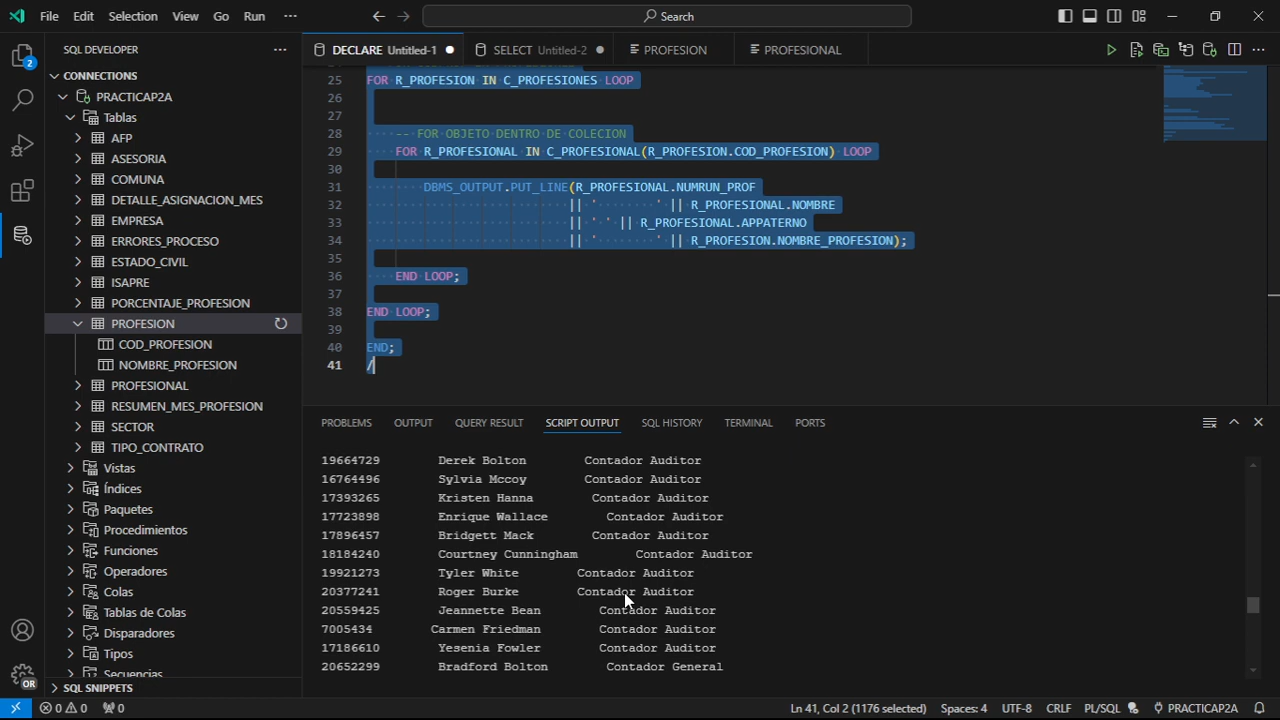 File Edit Selection View Go Run ··· Search
SQL DEVELOPER ···
DECLARE Untitled-1 SELECT Untitled-2 PROFESION PROFESIONAL
CONNECTIONS
PRACTICAP2A
Tablas
AFP
ASESORIA
COMUNA
DETALLE_ASIGNACION_MES
EMPRESA
ERRORES_PROCESO
ESTADO_CIVIL
ISAPRE
PORCENTAJE_PROFESION
PROFESION
COD_PROFESION
NOMBRE_PROFESION
PROFESIONAL
RESUMEN_MES_PROFESION
SECTOR
TIPO_CONTRATO
Vistas
Índices
Paquetes
Procedimientos
Funciones
Operadores
Colas
Tablas de Colas
Disparadores
Tipos
Secuencias
SQL SNIPPETS
2
OR
25 FOR R_PROFESION IN C_PROFESIONES LOOP
26
27
28 -- FOR OBJETO DENTRO DE COLECION
29 FOR R_PROFESIONAL IN C_PROFESIONAL(R_PROFESION.COD_PROFESION) LOOP
30
31 DBMS_OUTPUT.PUT_LINE(R_PROFESIONAL.NUMRUN_PROF
32 || '       ' || R_PROFESIONAL.NOMBRE
33 || ' ' || R_PROFESIONAL.APPATERNO
34 || '       ' || R_PROFESION.NOMBRE_PROFESION);
35
36 END LOOP;
37
38 END LOOP;
39
40 END;
41 /
PROBLEMS OUTPUT QUERY RESULT SCRIPT OUTPUT SQL HISTORY TERMINAL PORTS
19664729 Derek Bolton Contador Auditor
16764496 Sylvia Mccoy Contador Auditor
17393265 Kristen Hanna Contador Auditor
17723898 Enrique Wallace Contador Auditor
17896457 Bridgett Mack Contador Auditor
18184240 Courtney Cunningham Contador Auditor
19921273 Tyler White Contador Auditor
20377241 Roger Burke Contador Auditor
20559425 Jeannette Bean Contador Auditor
7005434 Carmen Friedman Contador Auditor
17186610 Yesenia Fowler Contador Auditor
20652299 Bradford Bolton Contador General
0 0 0 Ln 41, Col 2 (1176 selected) Spaces: 4 UTF-8 CRLF PL/SQL PRACTICAP2A